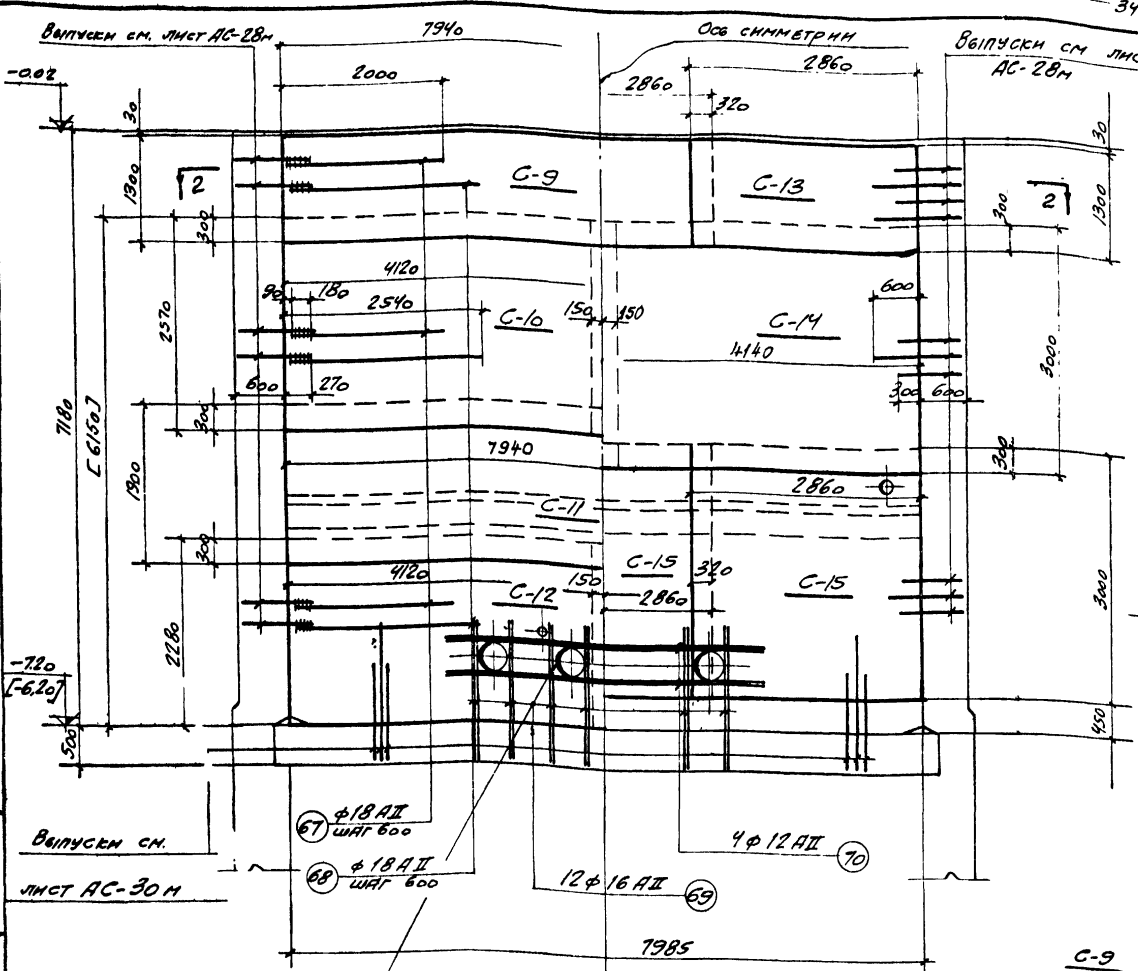 34
Выпуски см. лист АС-28м
7940
Ось симметрии
Выпуски см лис
АС-28м
-0.02
2000
2860
2860
320
30
30
1300
2
С-9
С-13
2
300
1300
300
4120
90
180
2540
С-10
150
150
С-14
600
2570
4140
3000
7180
[6150]
600
270
300
600
300
7940
300
1900
2860
С-11
300
4120
С-15
320
С-15
150
С-12
2860
3000
2280
-7.20
[-6.20]
500
450
67 ф18АII
шаг 600
Выпуски см.
4ф12АII 70
68 ф18АII
шаг 600
12ф16АII 69
лист АС-30м
7985
С-9